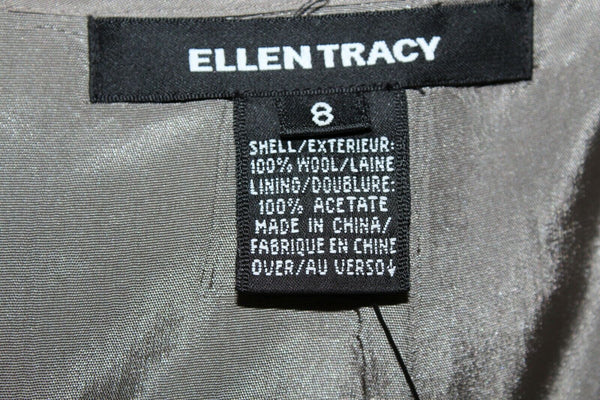 ELLEN TRACY
8
SHELL/EXTERIEUR:
100% WOOL/LAINE
LINING/DOUBLURE:
100% ACETATE
MADE IN CHINA/
FABRIQUE EN CHINE
OVER/AU VERSO↓